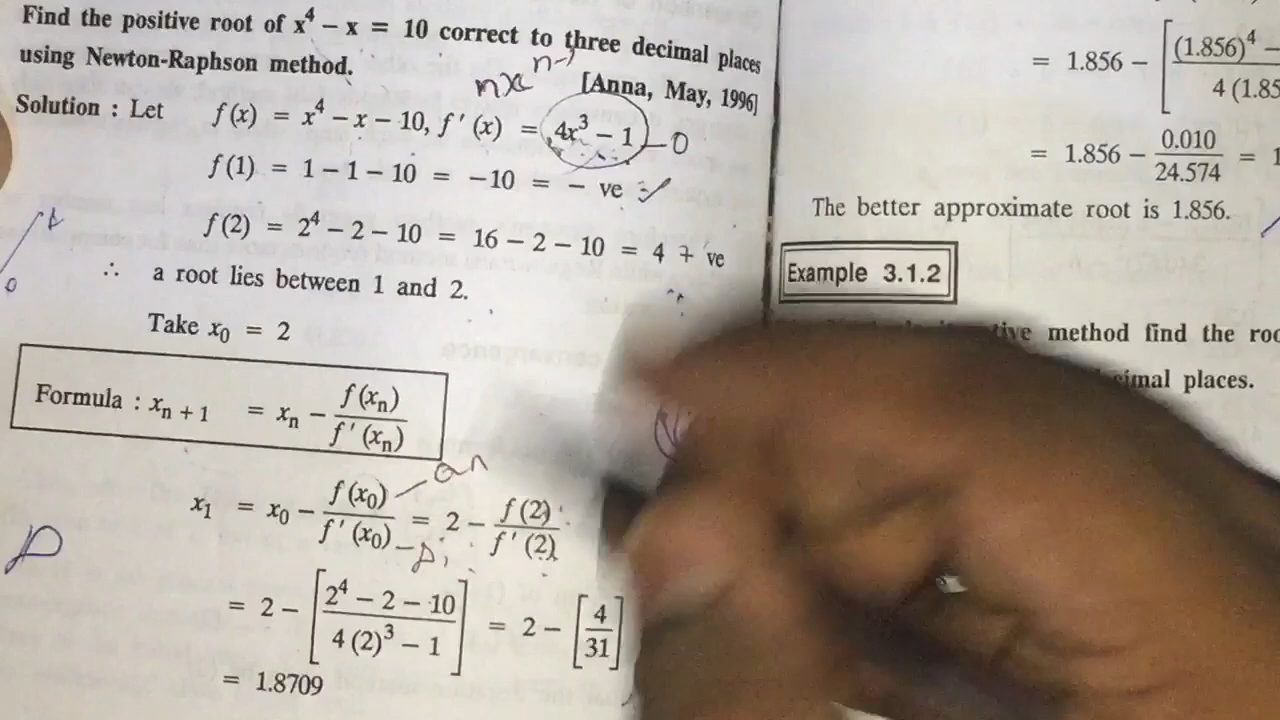 Find the positive root of x⁴ − x = 10 correct to three decimal places
using Newton-Raphson method.
nx n-1
[Anna, May, 1996]
Solution : Let f(x) = x⁴ − x − 10, f ′ (x) = 4x³ − 1 − 0
f(1) = 1 − 1 − 10 = −10 = − ve
f(2) = 2⁴ − 2 − 10 = 16 − 2 − 10 = 4 + ve
∴ a root lies between 1 and 2.
Take x₀ = 2
Formula : xₙ ₊ ₁ = xₙ − f(xₙ) / f ′ (xₙ)
x₁ = x₀ − f(x₀) / f ′ (x₀) = 2 − f(2) / f ′ (2)
= 2 − [2⁴ − 2 − 10 / 4 (2)³ − 1] = 2 − [4 / 31]
= 1.8709
= 1.856 − [(1.856)⁴ − / 4 (1.85
= 1.856 − 0.010 / 24.574 = 1
The better approximate root is 1.856.
Example 3.1.2
method find the
places.